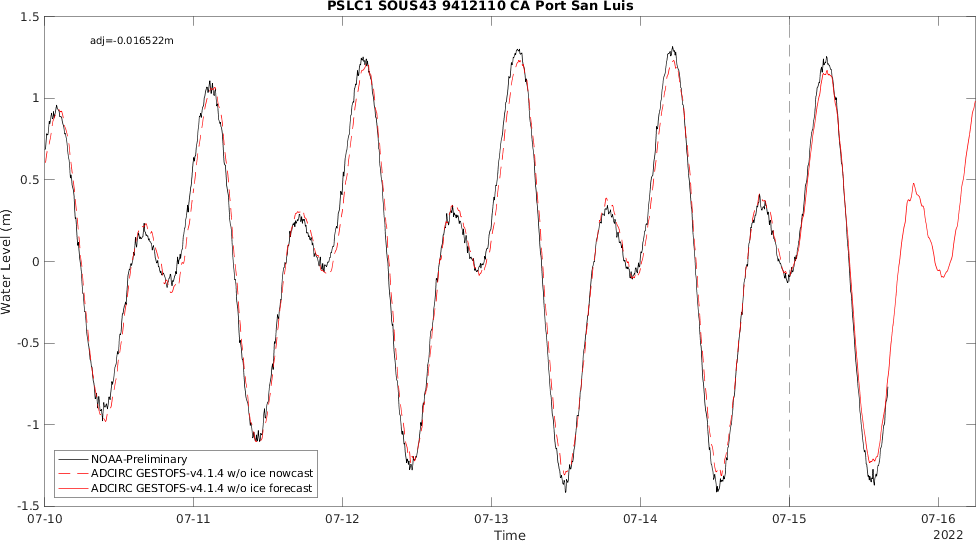 PSLC1 SOUS43 9412110 CA Port San Luis
adj=-0.016522m
1.5
1
0.5
0
-0.5
-1
-1.5
Water Level (m)
NOAA-Preliminary
ADCIRC GESTOFS-v4.1.4 w/o ice nowcast
ADCIRC GESTOFS-v4.1.4 w/o ice forecast
07-10
07-11
07-12
07-13
07-14
07-15
07-16
Time
2022